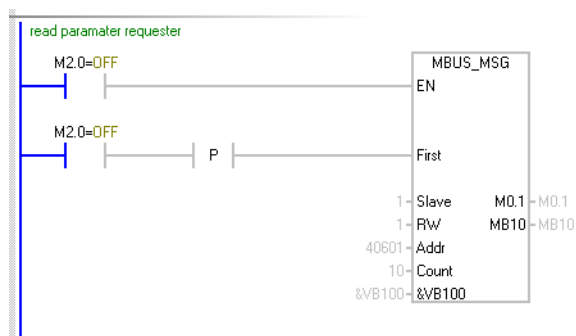 read paramater requester
M2.0=OFF
MBUS_MSG
EN
M2.0=OFF
P
First
1 Slave M0.1 M0.1
1 RW MB10 MB10
40601 Addr
10 Count
&VB100 &VB100